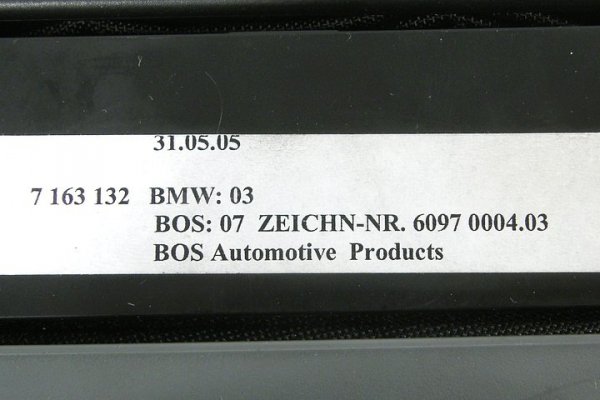 31.05.05
7 163 132 BMW: 03
BOS: 07 ZEICHN-NR. 6097 0004.03
BOS Automotive Products